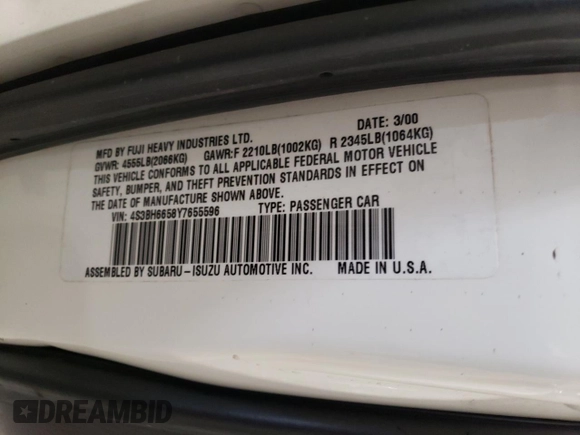 MFD BY FUJI HEAVY INDUSTRIES LTD. DATE: 3/00
GVWR: 4555LB(2066KG) GAWR:F 2210LB(1002KG) R 2345LB(1064KG)
THIS VEHICLE CONFORMS TO ALL APPLICABLE FEDERAL MOTOR VEHICLE
SAFETY, BUMPER, AND THEFT PREVENTION STANDARDS IN EFFECT ON
THE DATE OF MANUFACTURE SHOWN ABOVE.
VIN: 4S3BH6658Y7655596 TYPE: PASSENGER CAR
ASSEMBLED BY SUBARU-ISUZU AUTOMOTIVE INC. MADE IN U.S.A.
DREAMBID